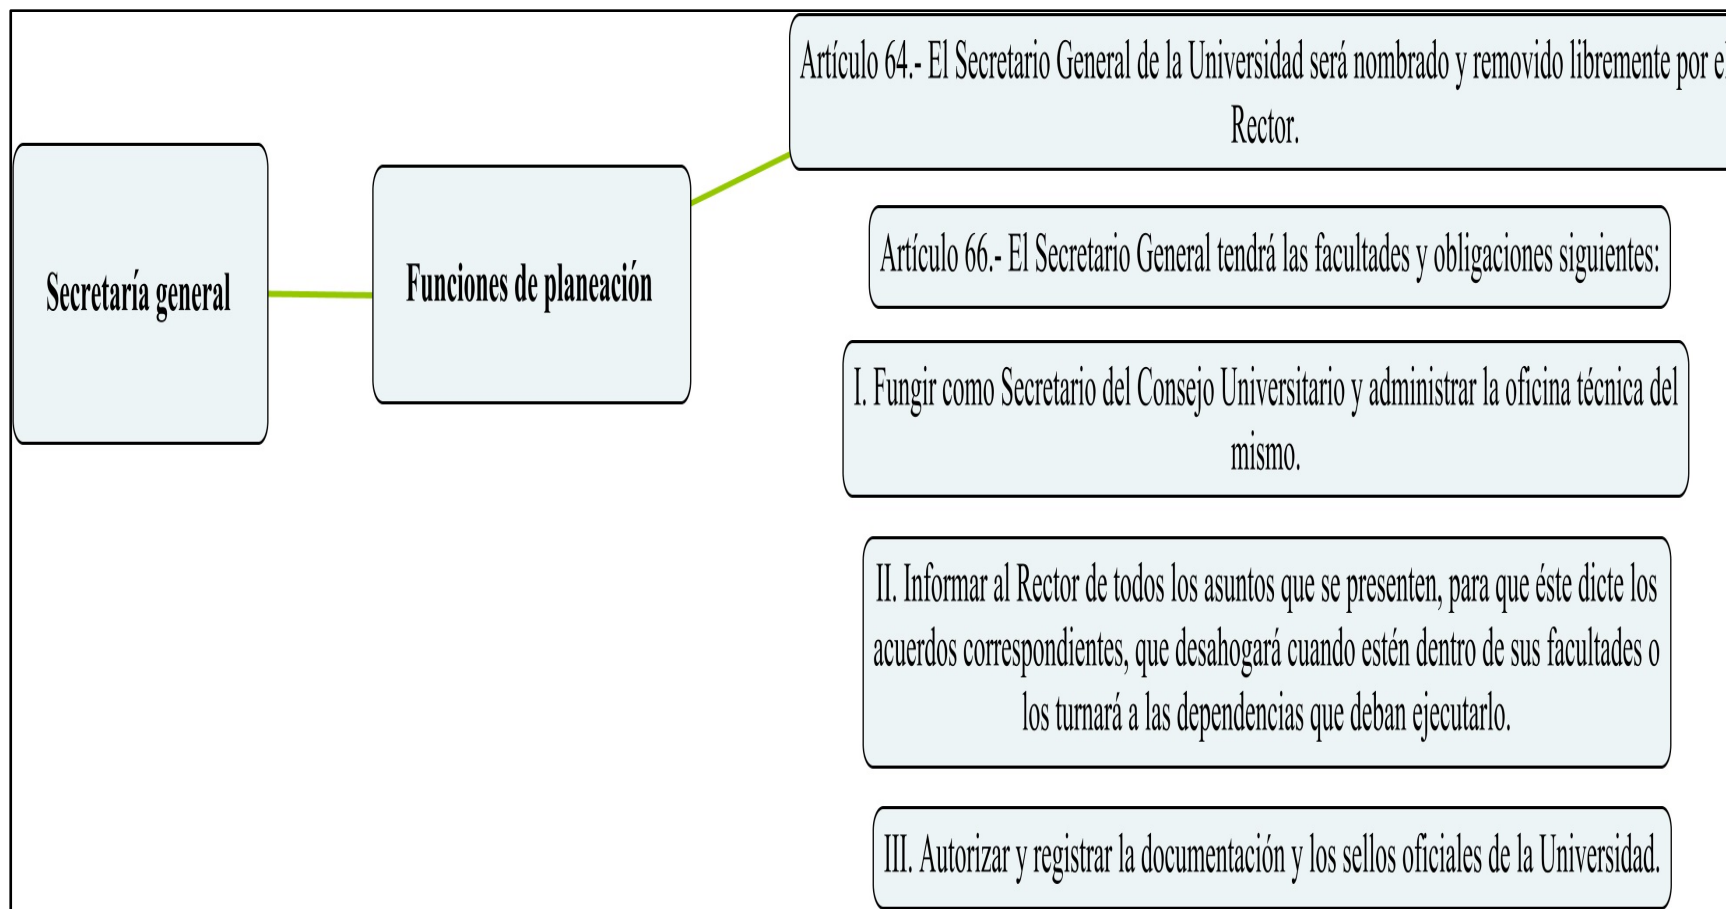 Secretaría general
Funciones de planeación
Artículo 64.- El Secretario General de la Universidad será nombrado y removido libremente por el
Rector.
Artículo 66.- El Secretario General tendrá las facultades y obligaciones siguientes:
I. Fungir como Secretario del Consejo Universitario y administrar la oficina técnica del
mismo.
II. Informar al Rector de todos los asuntos que se presenten, para que éste dicte los
acuerdos correspondientes, que desahogará cuando estén dentro de sus facultades o
los turnará a las dependencias que deban ejecutarlo.
III. Autorizar y registrar la documentación y los sellos oficiales de la Universidad.